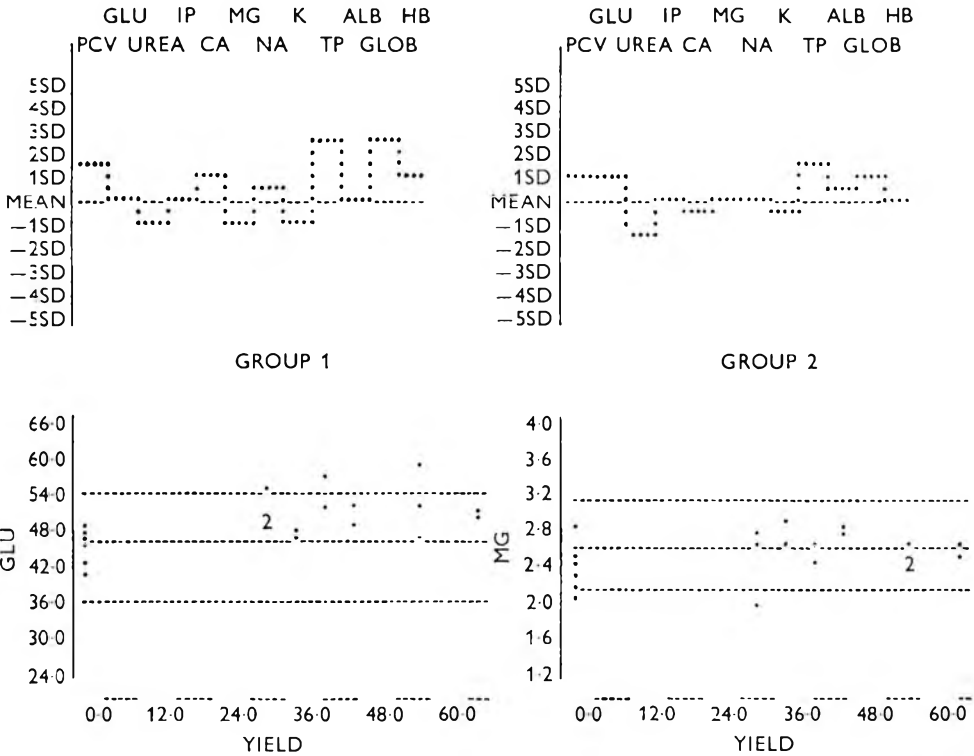 GLU IP MG K ALB HB
PCV UREA CA NA TP GLOB
5SD
4SD
3SD
2SD
1SD
MEAN
—1SD
—2SD
—3SD
—4SD
—5SD
GROUP 1
GLU IP MG K ALB HB
PCV UREA CA NA TP GLOB
5SD
4SD
3SD
2SD
1SD
MEAN
—1SD
—2SD
—3SD
—4SD
—5SD
GROUP 2
GLU
66·0
60·0
54·0
48·0
42·0
36·0
30·0
24·0
2
0·0 12·0 24·0 36·0 48·0 60·0
YIELD
MG
4·0
3·6
3·2
2·8
2·4
2·0
1·6
1·2
2
0·0 12·0 24·0 36·0 48·0 60·0
YIELD